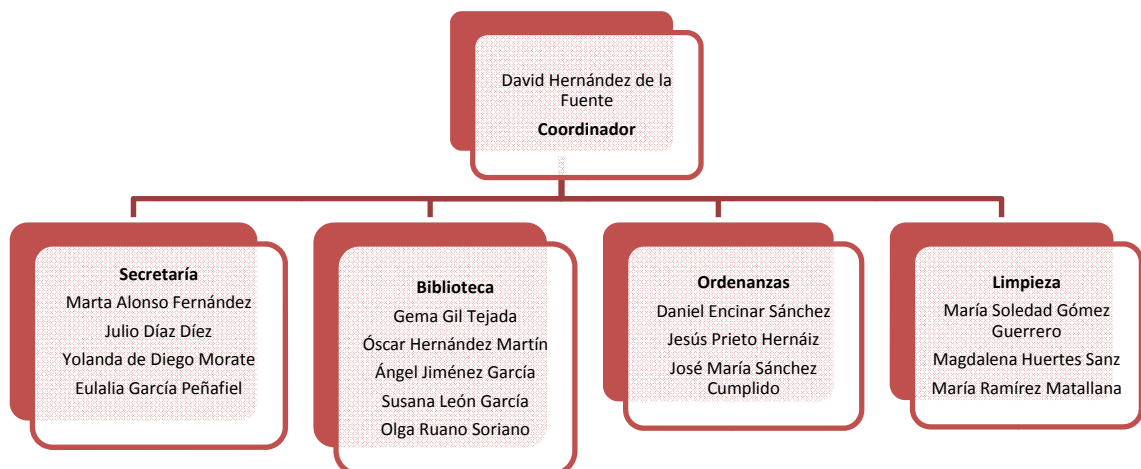 David Hernández de la
Fuente
Coordinador
Secretaría
Marta Alonso Fernández
Julio Díaz Díez
Yolanda de Diego Morate
Eulalia García Peñafiel
Biblioteca
Gema Gil Tejada
Óscar Hernández Martín
Ángel Jiménez García
Susana León García
Olga Ruano Soriano
Ordenanzas
Daniel Encinar Sánchez
Jesús Prieto Hernáiz
José María Sánchez
Cumplido
Limpieza
María Soledad Gómez
Guerrero
Magdalena Huertes Sanz
María Ramírez Matallana